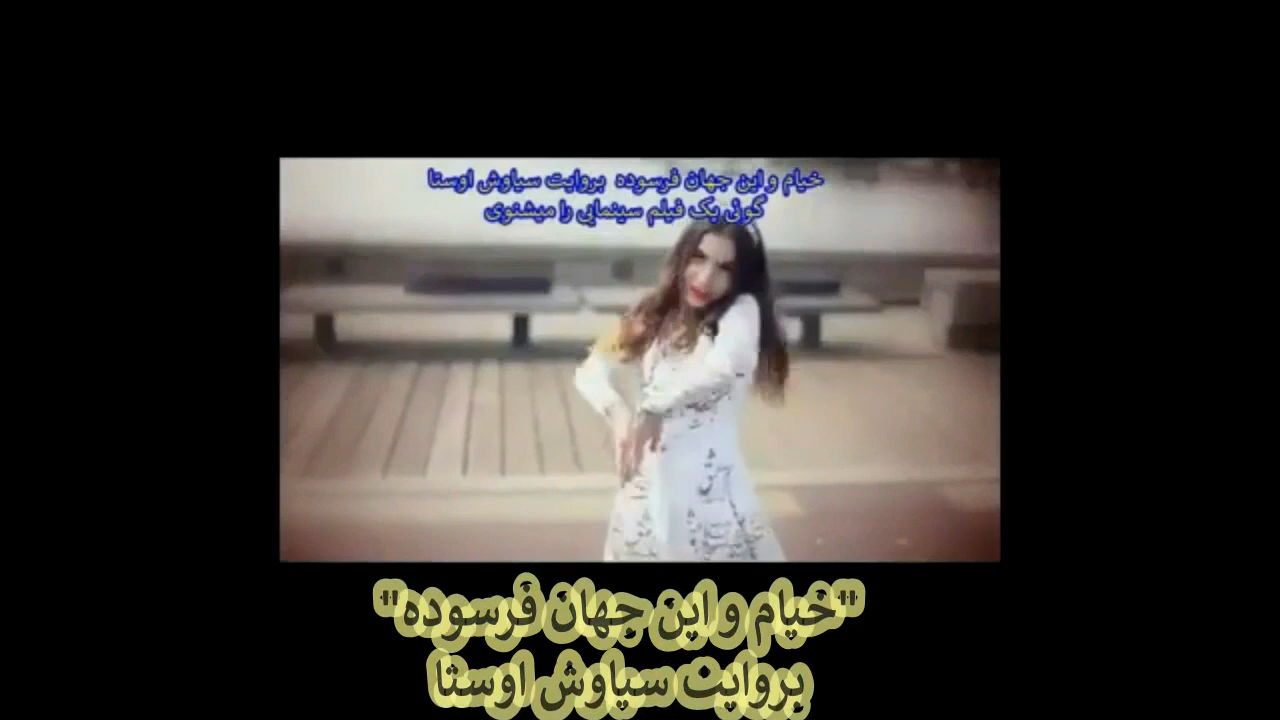 خیام و این جهان فرسوده بروایت سیاوش اوستا
گوئی یک فیلم سینمایی را میشنوی
"خیام و این جهان فرسوده"
بروایت سیاوش اوستا